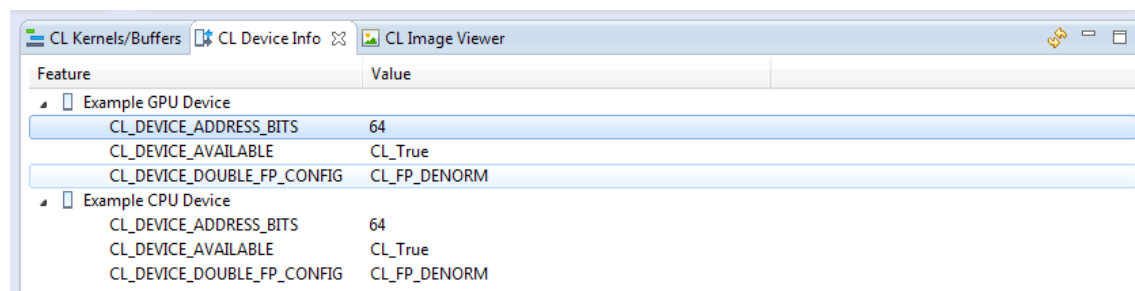 CL Kernels/Buffers CL Device Info CL Image Viewer
Feature Value
Example GPU Device
CL_DEVICE_ADDRESS_BITS 64
CL_DEVICE_AVAILABLE CL_True
CL_DEVICE_DOUBLE_FP_CONFIG CL_FP_DENORM
Example CPU Device
CL_DEVICE_ADDRESS_BITS 64
CL_DEVICE_AVAILABLE CL_True
CL_DEVICE_DOUBLE_FP_CONFIG CL_FP_DENORM